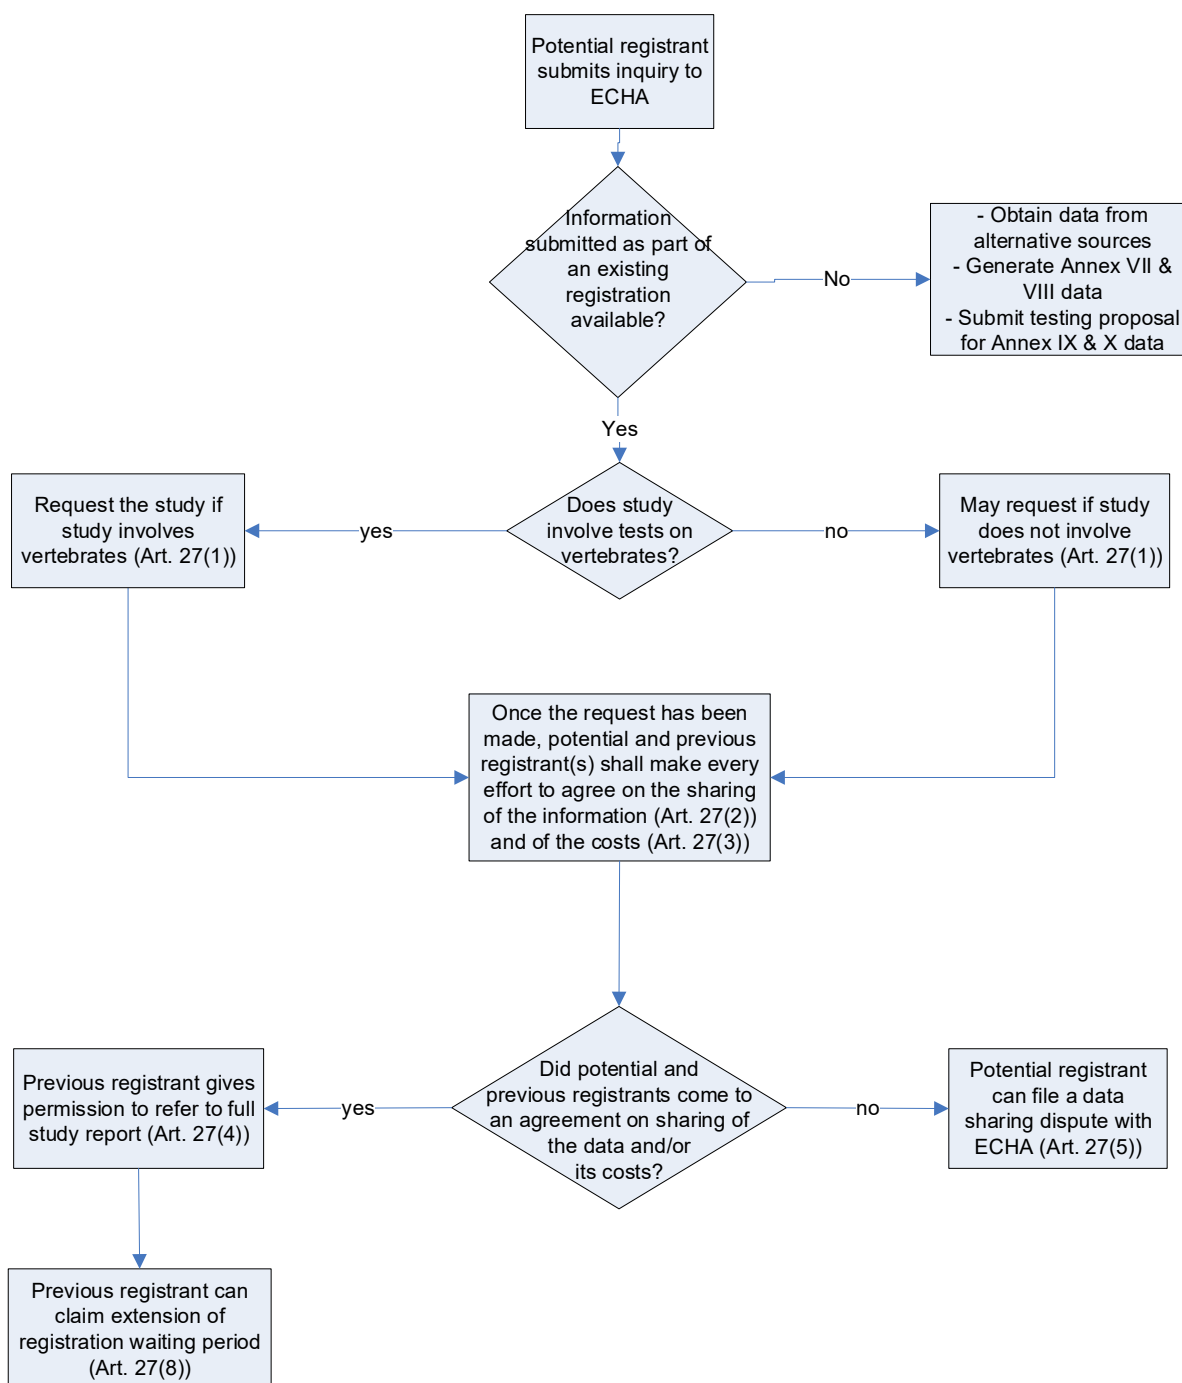 Potential registrant
submits inquiry to
ECHA
Information
submitted as part of
an existing
registration
available?
No
- Obtain data from
alternative sources
- Generate Annex VII &
VIII data
- Submit testing proposal
for Annex IX & X data
Yes
Request the study if
study involves
vertebrates (Art. 27(1))
yes
Does study
involve tests on
vertebrates?
no
May request if study
does not involve
vertebrates (Art. 27(1))
Once the request has been
made, potential and previous
registrant(s) shall make every
effort to agree on the sharing
of the information (Art. 27(2))
and of the costs (Art. 27(3))
Previous registrant gives
permission to refer to full
study report (Art. 27(4))
yes
Did potential and
previous registrants come to
an agreement on sharing of
the data and/or
its costs?
no
Potential registrant
can file a data
sharing dispute with
ECHA (Art. 27(5))
Previous registrant can
claim extension of
registration waiting period
(Art. 27(8))